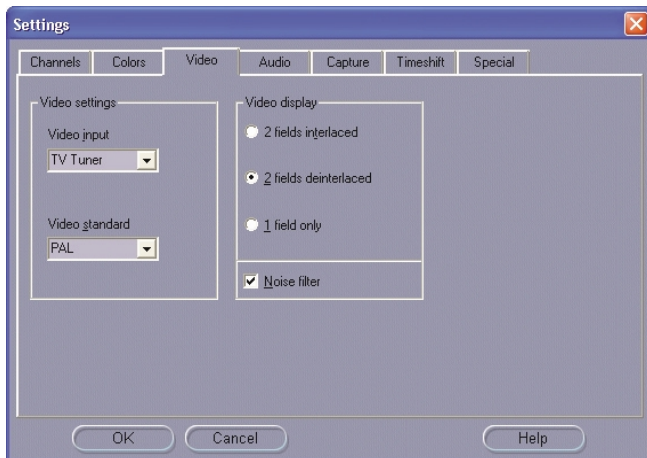 Settings
Channels Colors Video Audio Capture Timeshift Special
Video settings
Video input
TV Tuner
Video standard
PAL
Video display
2 fields interlaced
2 fields deinterlaced
1 field only
Noise filter
OK Cancel Help